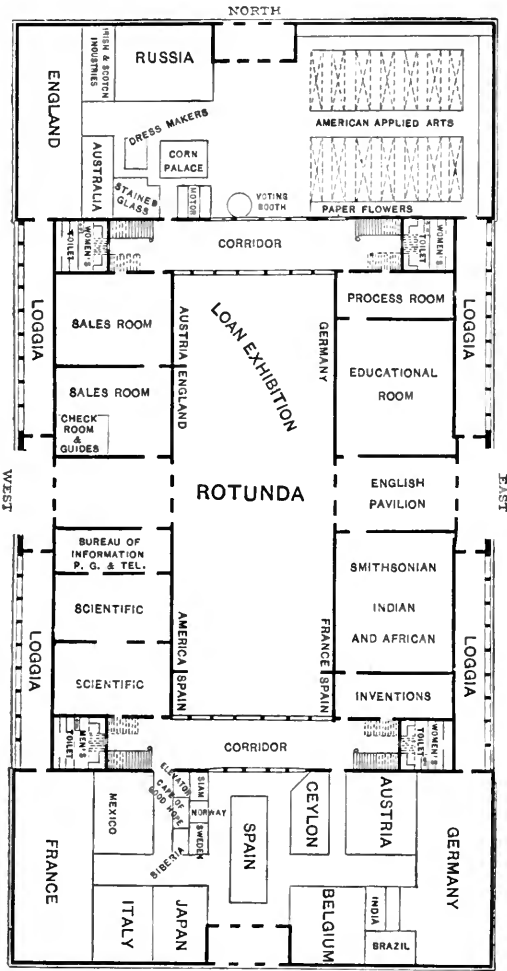 NORTH
IRISH & SCOTCH
INDUSTRIES
RUSSIA
ENGLAND
AMERICAN APPLIED ARTS
DRESS MAKERS
CORN
PALACE
AUSTRALIA
STAINED
GLASS
MOTOR
VOTING
BOOTH
PAPER FLOWERS
WOMEN'S
TOILET
CORRIDOR
WOMEN'S
TOILET
LOGGIA
SALES ROOM
AUSTRIA
LOAN EXHIBITION
GERMANY
PROCESS ROOM
LOGGIA
ENGLAND
EDUCATIONAL
ROOM
SALES ROOM
CHECK
ROOM
&
GUIDES
WEST
ROTUNDA
ENGLISH
PAVILION
EAST
BUREAU OF
INFORMATION
P. G. & TEL.
SMITHSONIAN
INDIAN
AND AFRICAN
SCIENTIFIC
LOGGIA
AMERICA
FRANCE
LOGGIA
SCIENTIFIC
SPAIN
SPAIN
INVENTIONS
MEN'S
TOILET
CORRIDOR
WOMEN'S
TOILET
ELEVATOR
CAPE OF
GOOD HOPE
SIAM
NORWAY
SWEDEN
SIBERIA
MEXICO
SPAIN
CEYLON
AUSTRIA
GERMANY
FRANCE
ITALY
JAPAN
BELGIUM
INDIA
BRAZIL